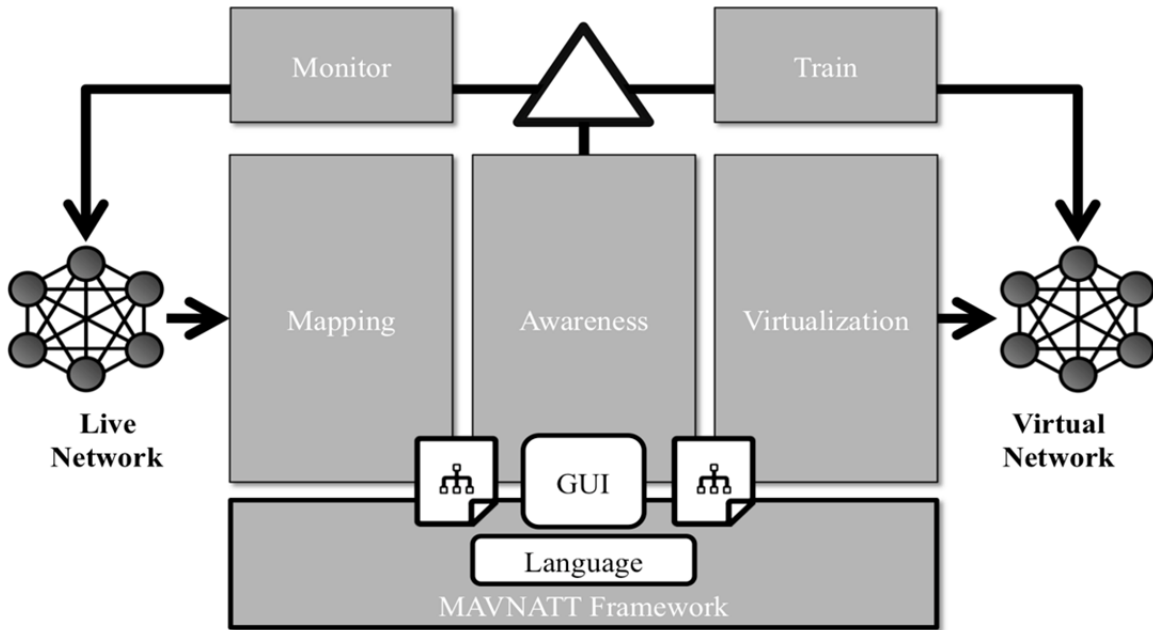 Monitor
Train
Mapping
Awareness
Virtualization
Live
Network
Virtual
Network
GUI
Language
MAVNATT Framework